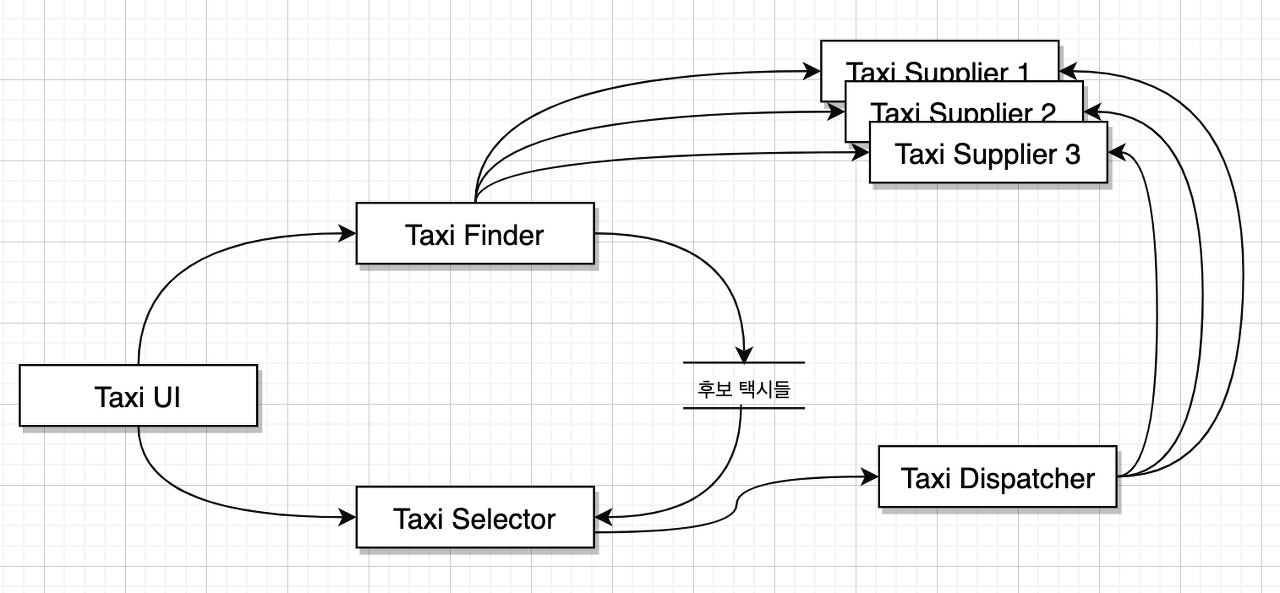 Taxi Supplier 1
Taxi Supplier 2
Taxi Supplier 3
Taxi Finder
후보 택시들
Taxi UI
Taxi Dispatcher
Taxi Selector